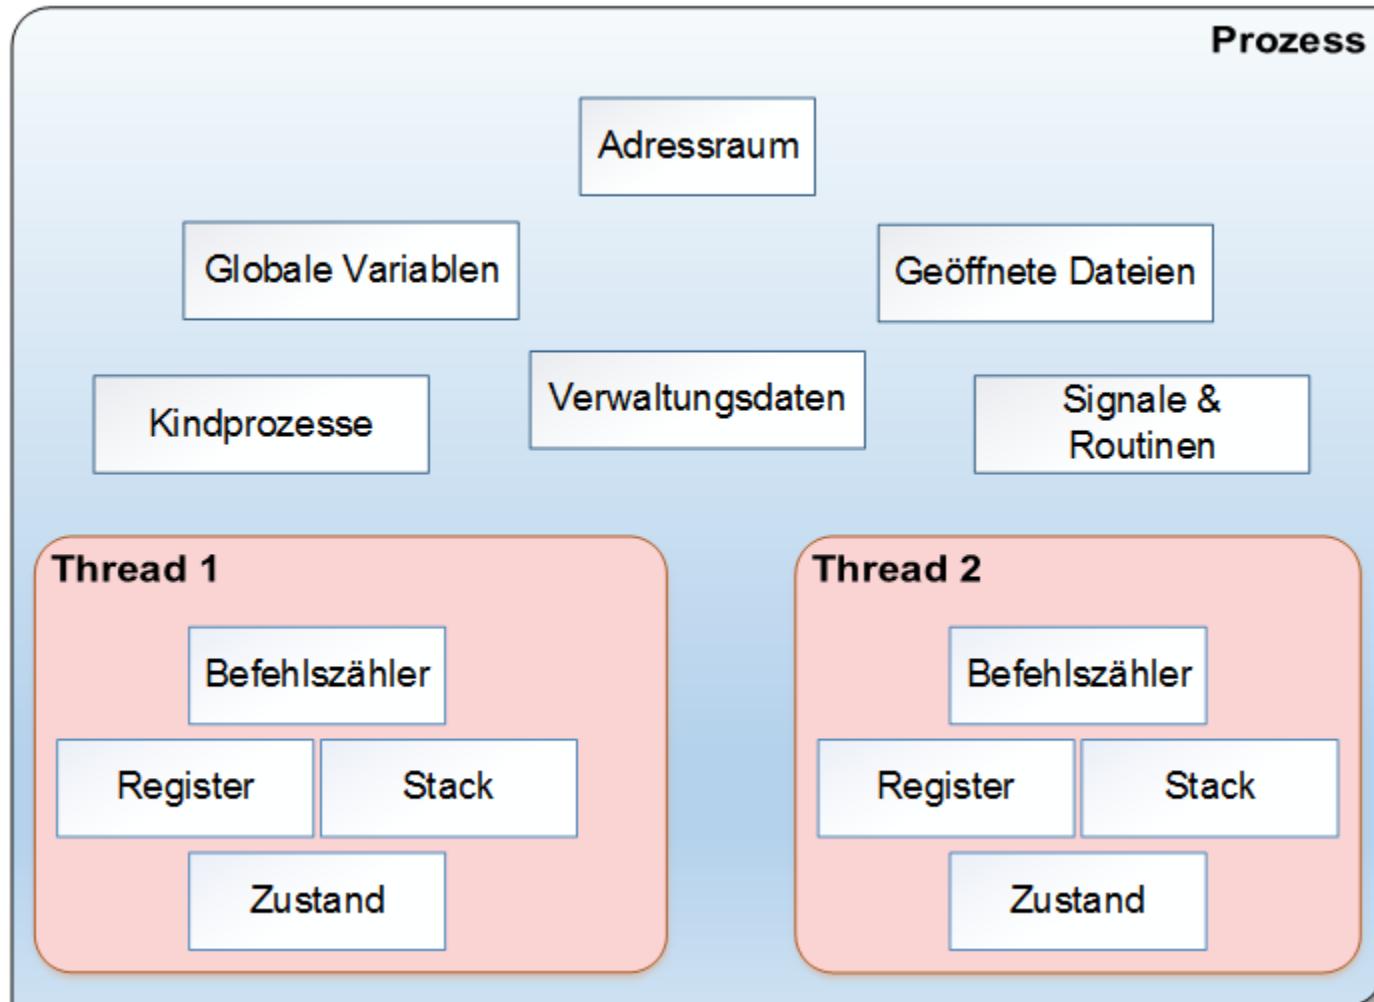 Prozess
Adressraum
Globale Variablen
Geöffnete Dateien
Kindprozesse
Verwaltungsdaten
Signale &
Routinen
Thread 1
Befehlszähler
Register
Stack
Zustand
Thread 2
Befehlszähler
Register
Stack
Zustand